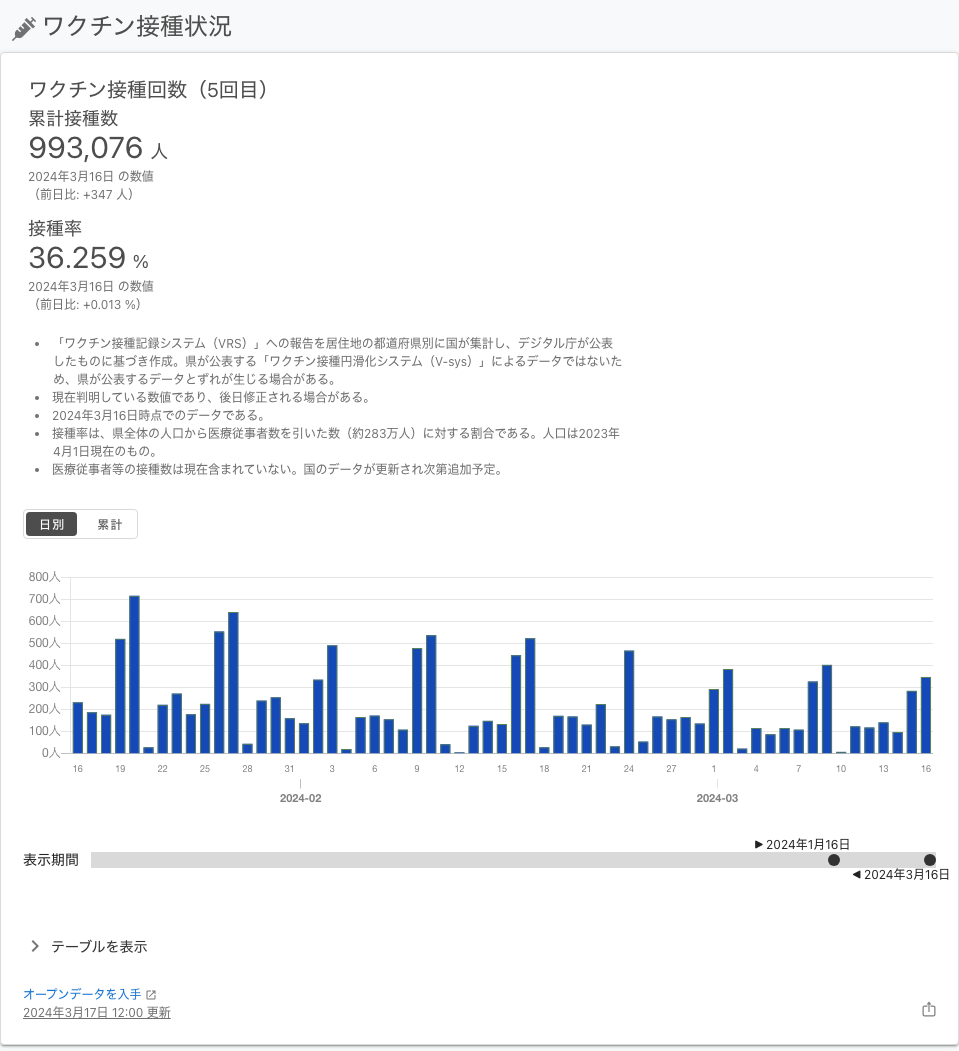 ワクチン接種状況
ワクチン接種回数（5回目）
累計接種数
993,076 人
2024年3月16日 の数値
（前日比: +347 人）
接種率
36.259 %
2024年3月16日 の数値
（前日比: +0.013 %）
• 「ワクチン接種記録システム（VRS）」への報告を居住地の都道府県別に国が集計し、デジタル庁が公表
したものに基づき作成。県が公表する「ワクチン接種円滑化システム（V-sys）」によるデータではないた
め、県が公表するデータとずれが生じる場合がある。
• 現在判明している数値であり、後日修正される場合がある。
• 2024年3月16日時点でのデータである。
• 接種率は、県全体の人口から医療従事者数を引いた数（約283万人）に対する割合である。人口は2023年
4月1日現在のもの。
• 医療従事者等の接種数は現在含まれていない。国のデータが更新され次第追加予定。
日別 累計
800人
700人
600人
500人
400人
300人
200人
100人
0人
16 19 22 25 28 31 3 6 9 12 15 18 21 24 27 1 4 7 10 13 16
2024-02 2024-03
▶ 2024年1月16日
表示期間
◀ 2024年3月16日
テーブルを表示
オープンデータを入手
2024年3月17日 12:00 更新